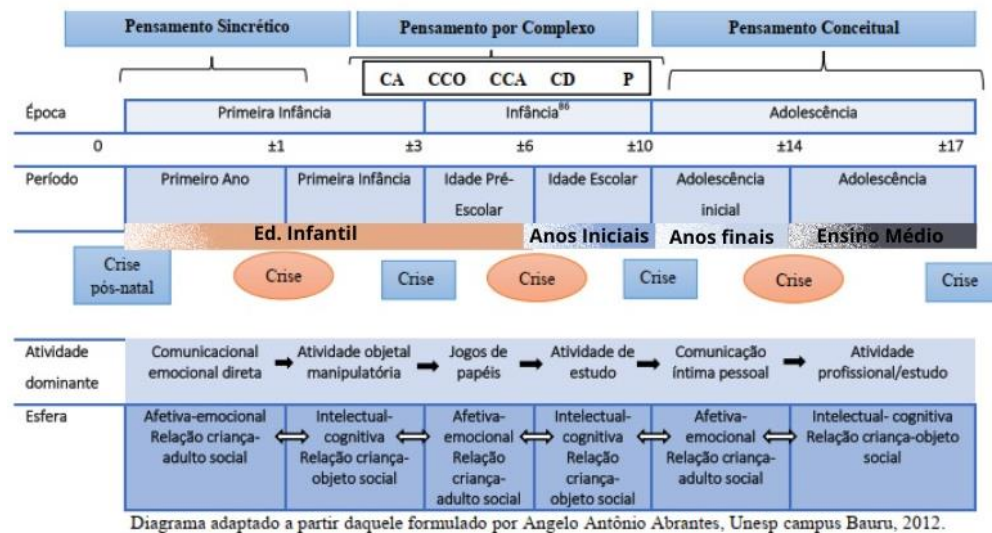 Pensamento Sincrético
Pensamento por Complexo
Pensamento Conceitual
CA CCO CCA CD P
Época
Primeira Infância
Infância⁸⁶
Adolescência
0 ±1 ±3 ±6 ±10 ±14 ±17
Período
Primeiro Ano
Primeira Infância
Idade Pré-
Escolar
Idade Escolar
Adolescência
inicial
Adolescência
Ed. Infantil
Anos Iniciais
Anos finais
Ensino Médio
Crise
pós-natal
Crise
Crise
Crise
Crise
Crise
Crise
Atividade
dominante
Comunicacional
emocional direta
Atividade objetal
manipulatória
Jogos de
papéis
Atividade de
estudo
Comunicação
íntima pessoal
Atividade
profissional/estudo
Esfera
Afetiva-emocional
Relação criança-
adulto social
Intelectual-
cognitiva
Relação criança-
objeto social
Afetiva-
emocional
Relação
criança-
adulto social
Intelectual-
cognitiva
Relação
criança-
objeto social
Afetiva-
emocional
Relação criança-
adulto social
Intelectual- cognitiva
Relação criança-objeto
social
Diagrama adaptado a partir daquele formulado por Angelo Antônio Abrantes, Unesp campus Bauru, 2012.